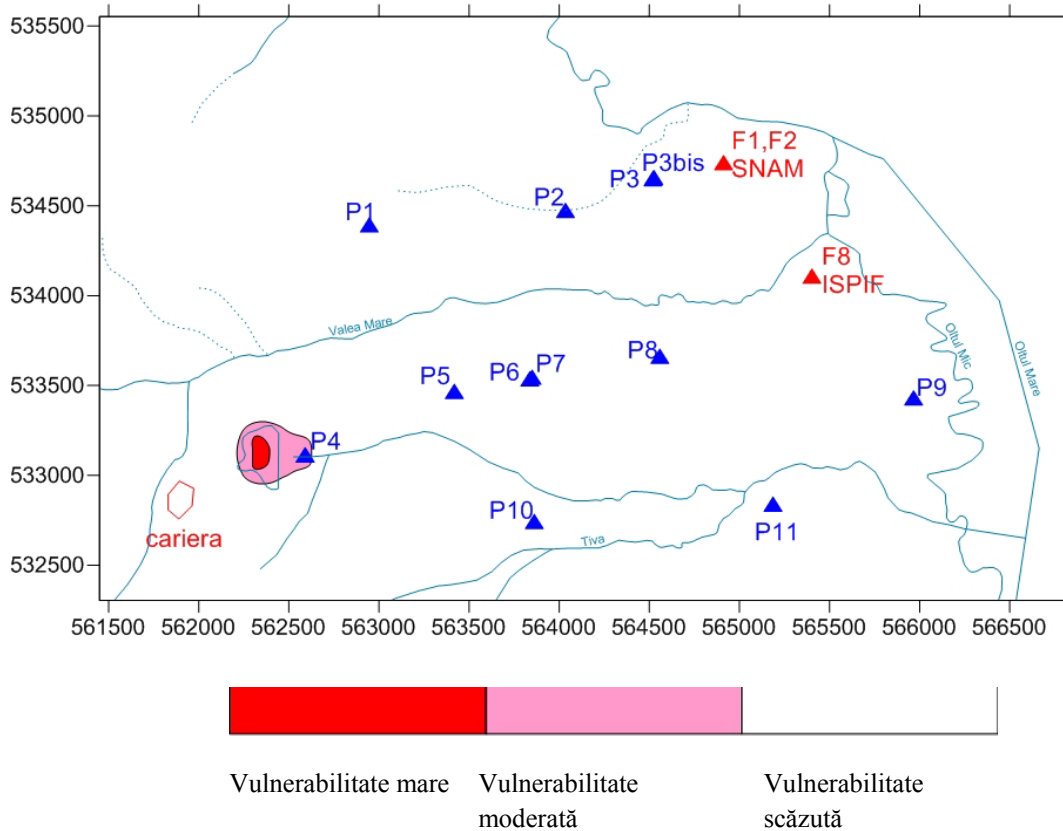 535500
535000
534500
534000
533500
533000
532500
F1,F2
SNAM
P3bis
P3
P2
P1
F8
ISPIF
Valea Mare
Oltul Mic
Oltul Mare
P8
P7
P6
P5
P9
P4
P10
P11
cariera
Tiva
561500 562000 562500 563000 563500 564000 564500 565000 565500 566000 566500
Vulnerabilitate mare
Vulnerabilitate
moderată
Vulnerabilitate
scăzută